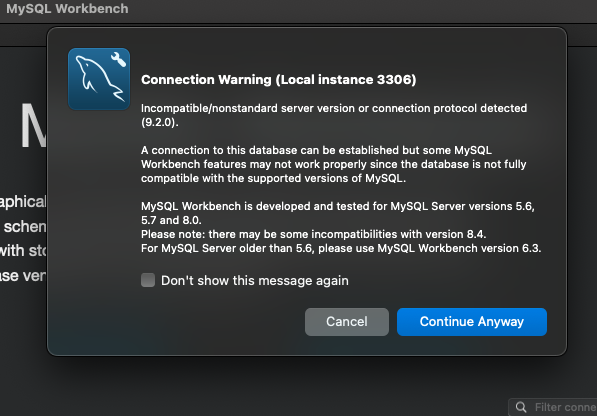 MySQL Workbench
Connection Warning (Local instance 3306)
Incompatible/nonstandard server version or connection protocol detected
(9.2.0).
A connection to this database can be established but some MySQL
Workbench features may not work properly since the database is not fully
compatible with the supported versions of MySQL.
MySQL Workbench is developed and tested for MySQL Server versions 5.6,
5.7 and 8.0.
Please note: there may be some incompatibilities with version 8.4.
For MySQL Server older than 5.6, please use MySQL Workbench version 6.3.
Don't show this message again
Cancel
Continue Anyway
M
aphical
schem
with sto
ase ver
Filter conne